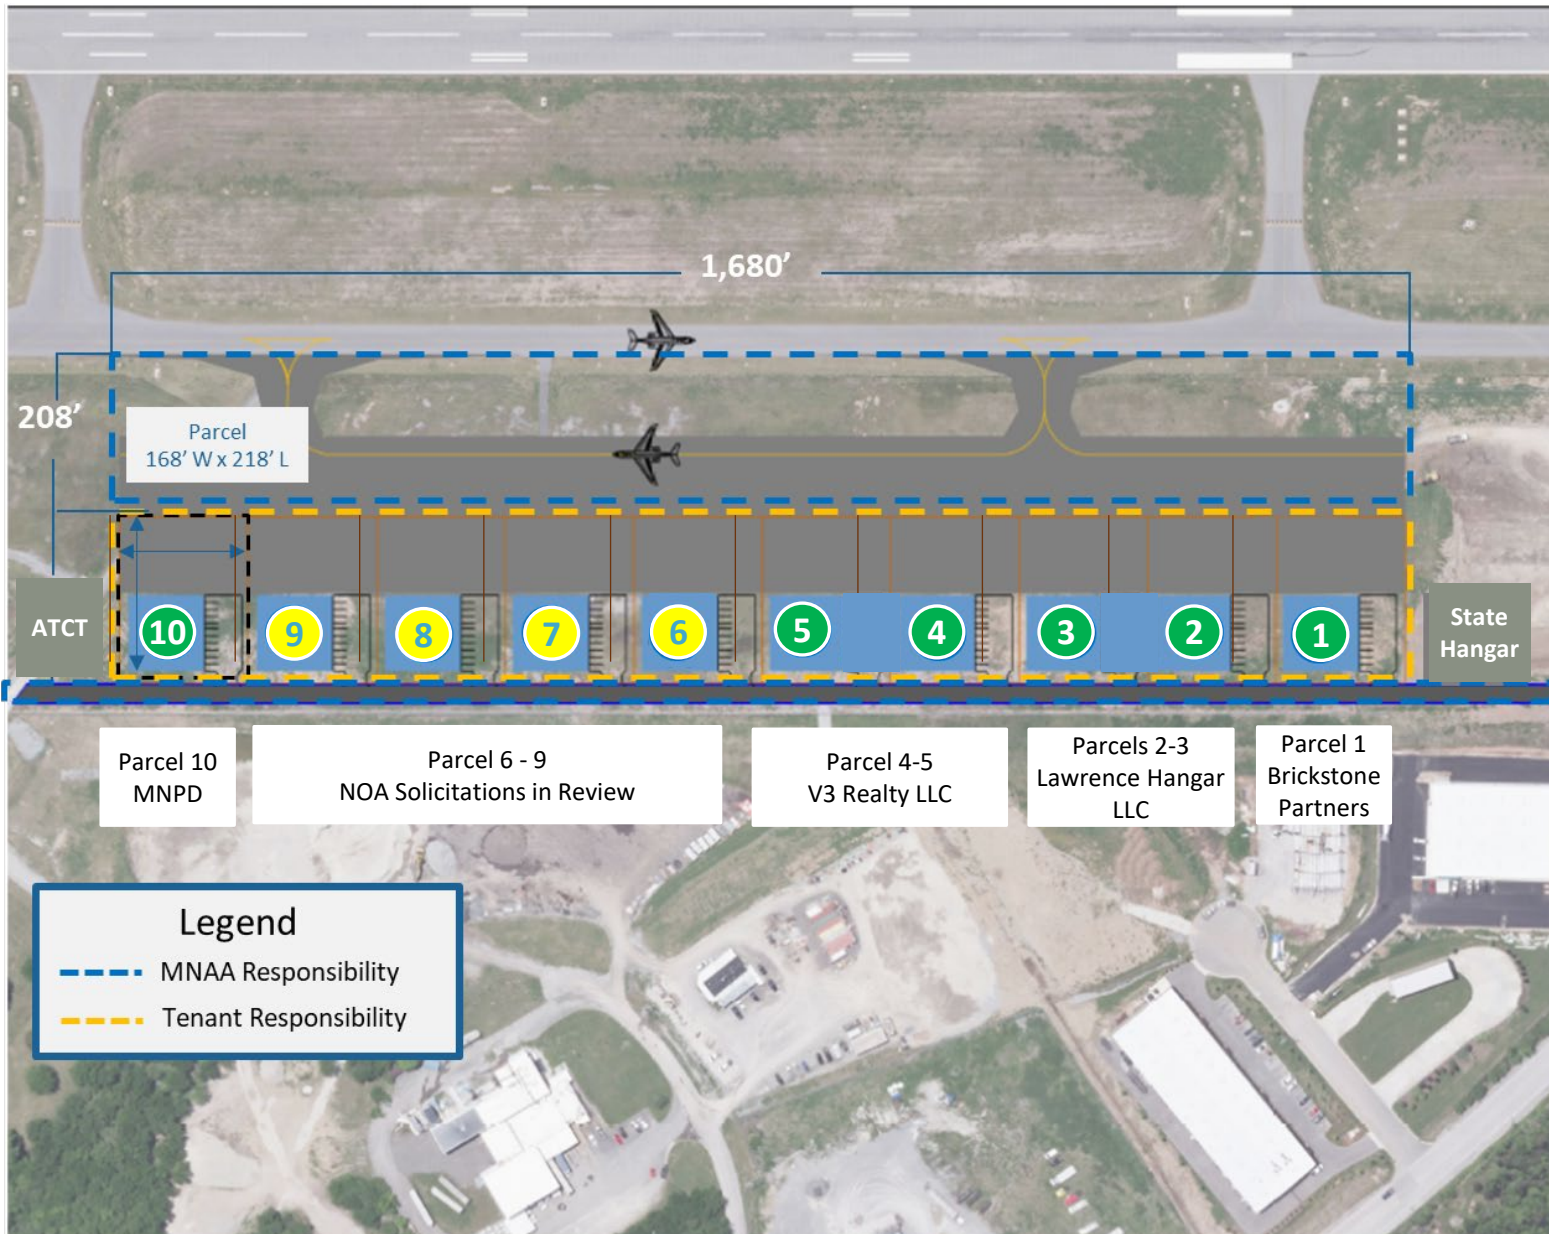 1,680’
208’
Parcel
168’ W x 218’ L
ATCT
10
9
8
7
6
5
4
3
2
1
State
Hangar
Parcel 10
MNPD
Parcel 6 - 9
NOA Solicitations in Review
Parcel 4-5
V3 Realty LLC
Parcels 2-3
Lawrence Hangar
LLC
Parcel 1
Brickstone
Partners
Legend
MNAA Responsibility
Tenant Responsibility